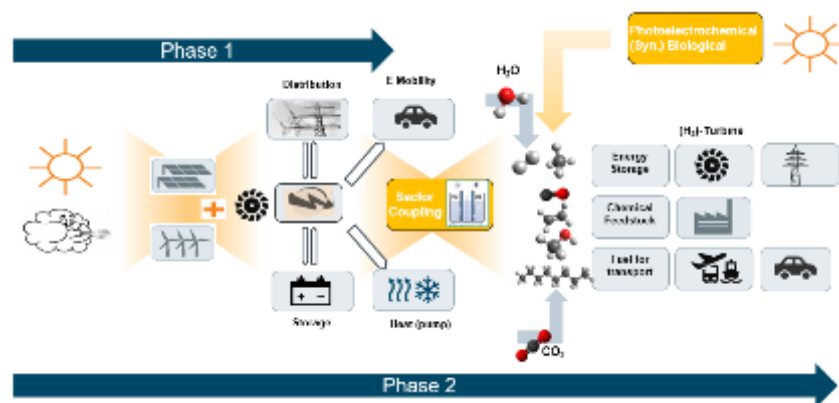 Phase 1
Photoelectrochemical
(Syn.) Biological
Distribution
E Mobility
H₂O
(H₂)-Turbine
Energy
Storage
Sector
Coupling
Chemical
Feedstock
Fuel for
transport
Storage
Heat (pump)
CO₂
Phase 2